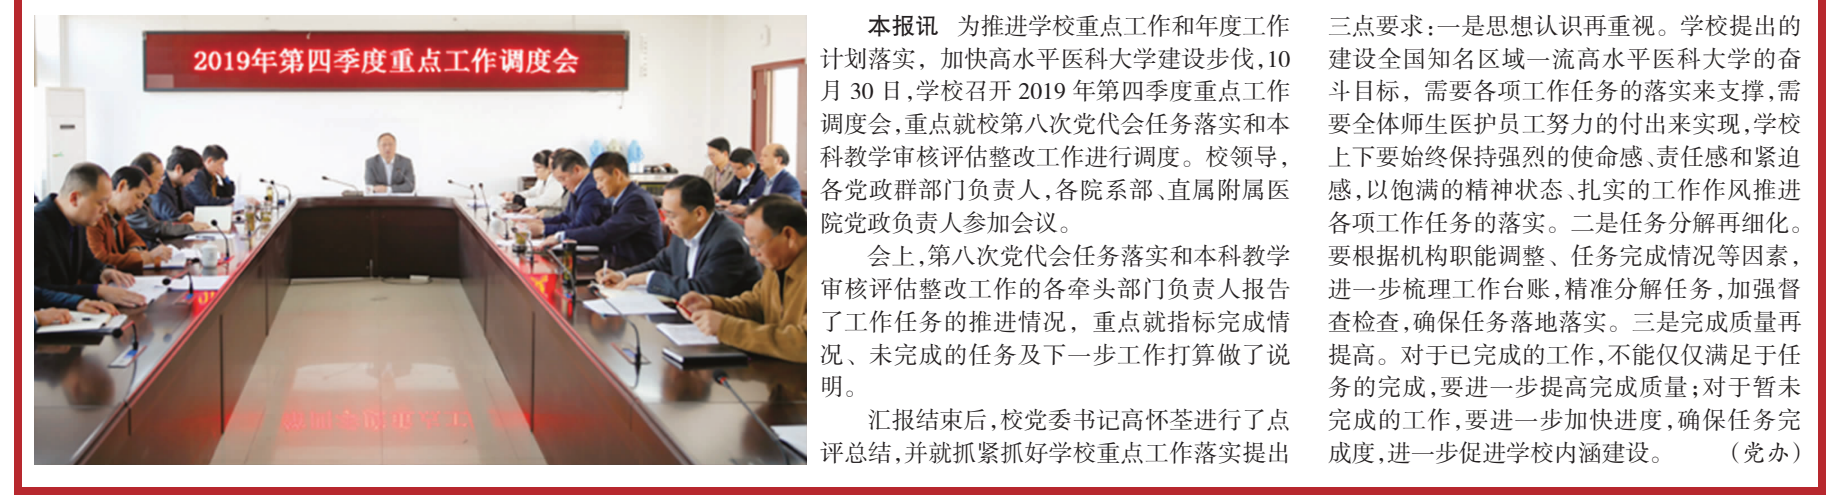 2019年第四季度重点工作调度会
本报讯 为推进学校重点工作和年度工作
计划落实，加快高水平医科大学建设步伐，10
月 30 日，学校召开 2019 年第四季度重点工作
调度会，重点就校第八次党代会任务落实和本
科教学审核评估整改工作进行调度。校领导，
各党政群部门负责人，各院系部、直属附属医
院党政负责人参加会议。
会上，第八次党代会任务落实和本科教学
审核评估整改工作的各牵头部门负责人报告
了工作任务的推进情况，重点就指标完成情
况、未完成的任务及下一步工作打算做了说
明。
汇报结束后，校党委书记高怀荃进行了点
评总结，并就抓紧抓好学校重点工作落实提出
三点要求：一是思想认识再重视。学校提出的
建设全国知名区域一流高水平医科大学的奋
斗目标，需要各项工作任务的落实来支撑，需
要全体师生医护员工努力的付出来实现，学校
上下要始终保持强烈的使命感、责任感和紧迫
感，以饱满的精神状态、扎实的工作作风推进
各项工作任务的落实。二是任务分解再细化。
要根据机构职能调整、任务完成情况等因素，
进一步梳理工作台账，精准分解任务，加强督
查检查，确保任务落地落实。三是完成质量再
提高。对于已完成的工作，不能仅仅满足于任
务的完成，要进一步提高完成质量；对于暂未
完成的工作，要进一步加快进度，确保任务完
成度，进一步促进学校内涵建设。 （党办）